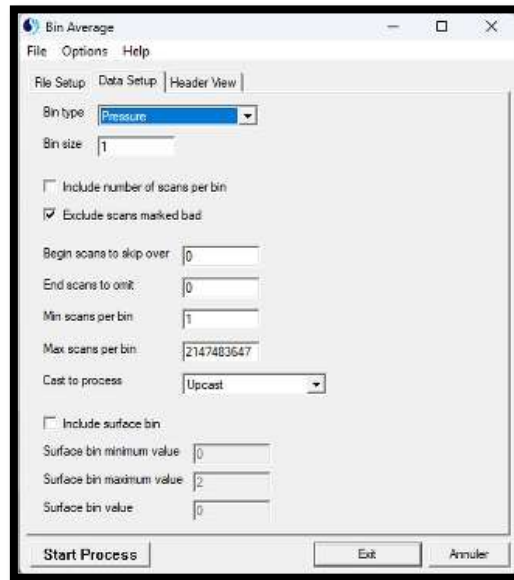 Bin Average
File Options Help
File Setup Data Setup Header View
Bin type Pressure
Bin size 1
Include number of scans per bin
Exclude scans marked bad
Begin scans to skip over 0
End scans to omit 0
Min scans per bin 1
Max scans per bin 2147483647
Cast to process Upcast
Include surface bin
Surface bin minimum value 0
Surface bin maximum value 2
Surface bin value 0
Start Process Exit Annuler